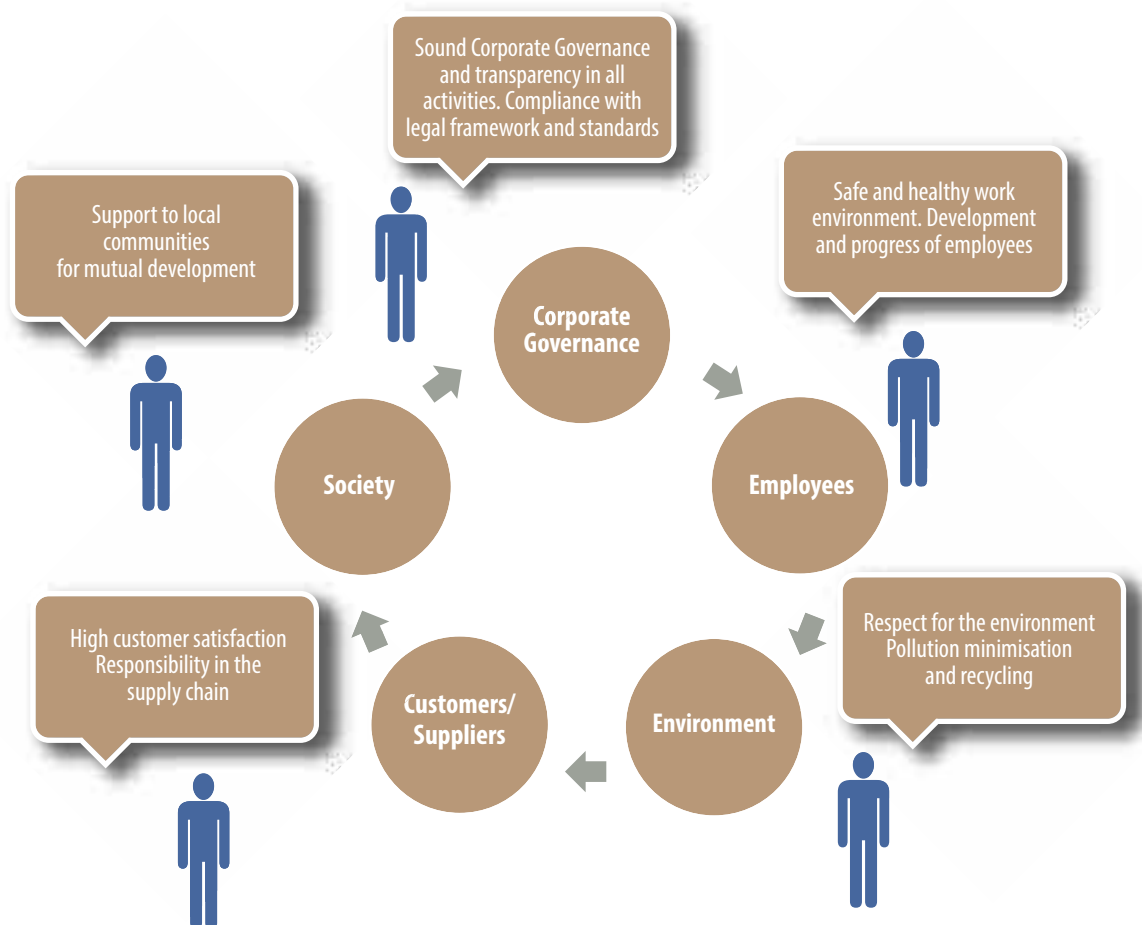 Sound Corporate Governance
and transparency in all
activities. Compliance with
legal framework and standards
Support to local
communities
for mutual development
Safe and healthy work
environment. Development
and progress of employees
Corporate
Governance
Society
Employees
High customer satisfaction
Responsibility in the
supply chain
Respect for the environment
Pollution minimisation
and recycling
Customers/
Suppliers
Environment